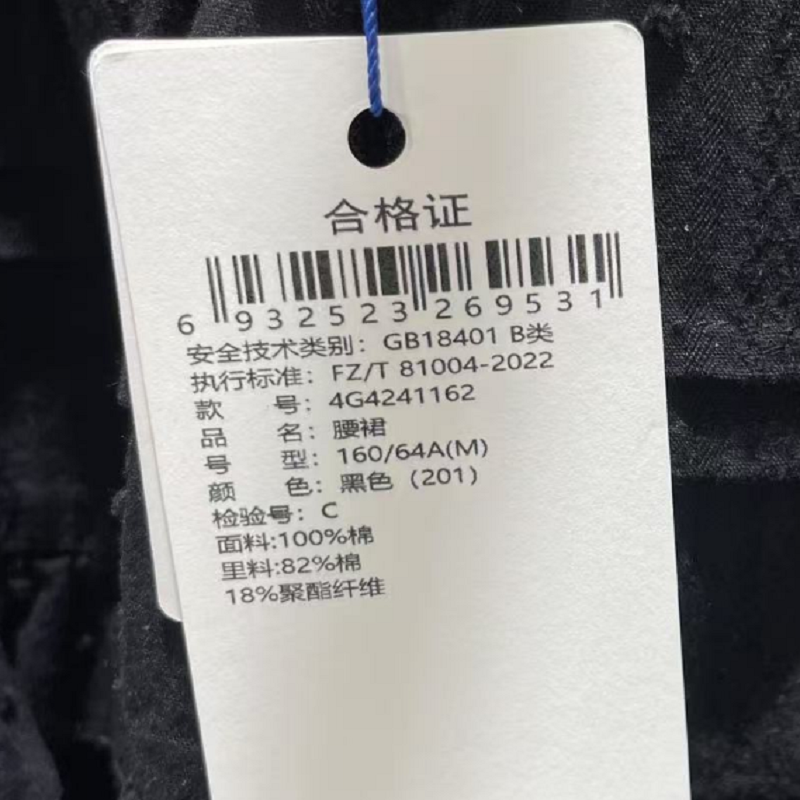 合格证
6 932523 269531
安全技术类别：GB18401 B类
执行标准：FZ/T 81004-2022
款 号：4G4241162
品 名：腰裙
号 型：160/64A(M)
颜 色：黑色（201）
检验号：C
面料:100%棉
里料:82%棉
18%聚酯纤维